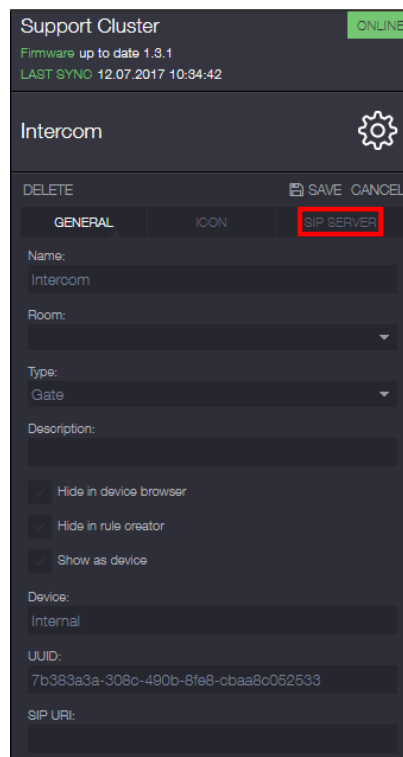 Support Cluster
ONLINE
Firmware up to date 1.3.1
LAST SYNC 12.07.2017 10:34:42
Intercom
DELETE SAVE CANCEL
GENERAL ICON SIP SERVER
Name:
Intercom
Room:
Type:
Gate
Description:
Hide in device browser
Hide in rule creator
Show as device
Device:
Internal
UUID:
7b383a3a-308c-490b-8fe8-cbaa8c052533
SIP URI: